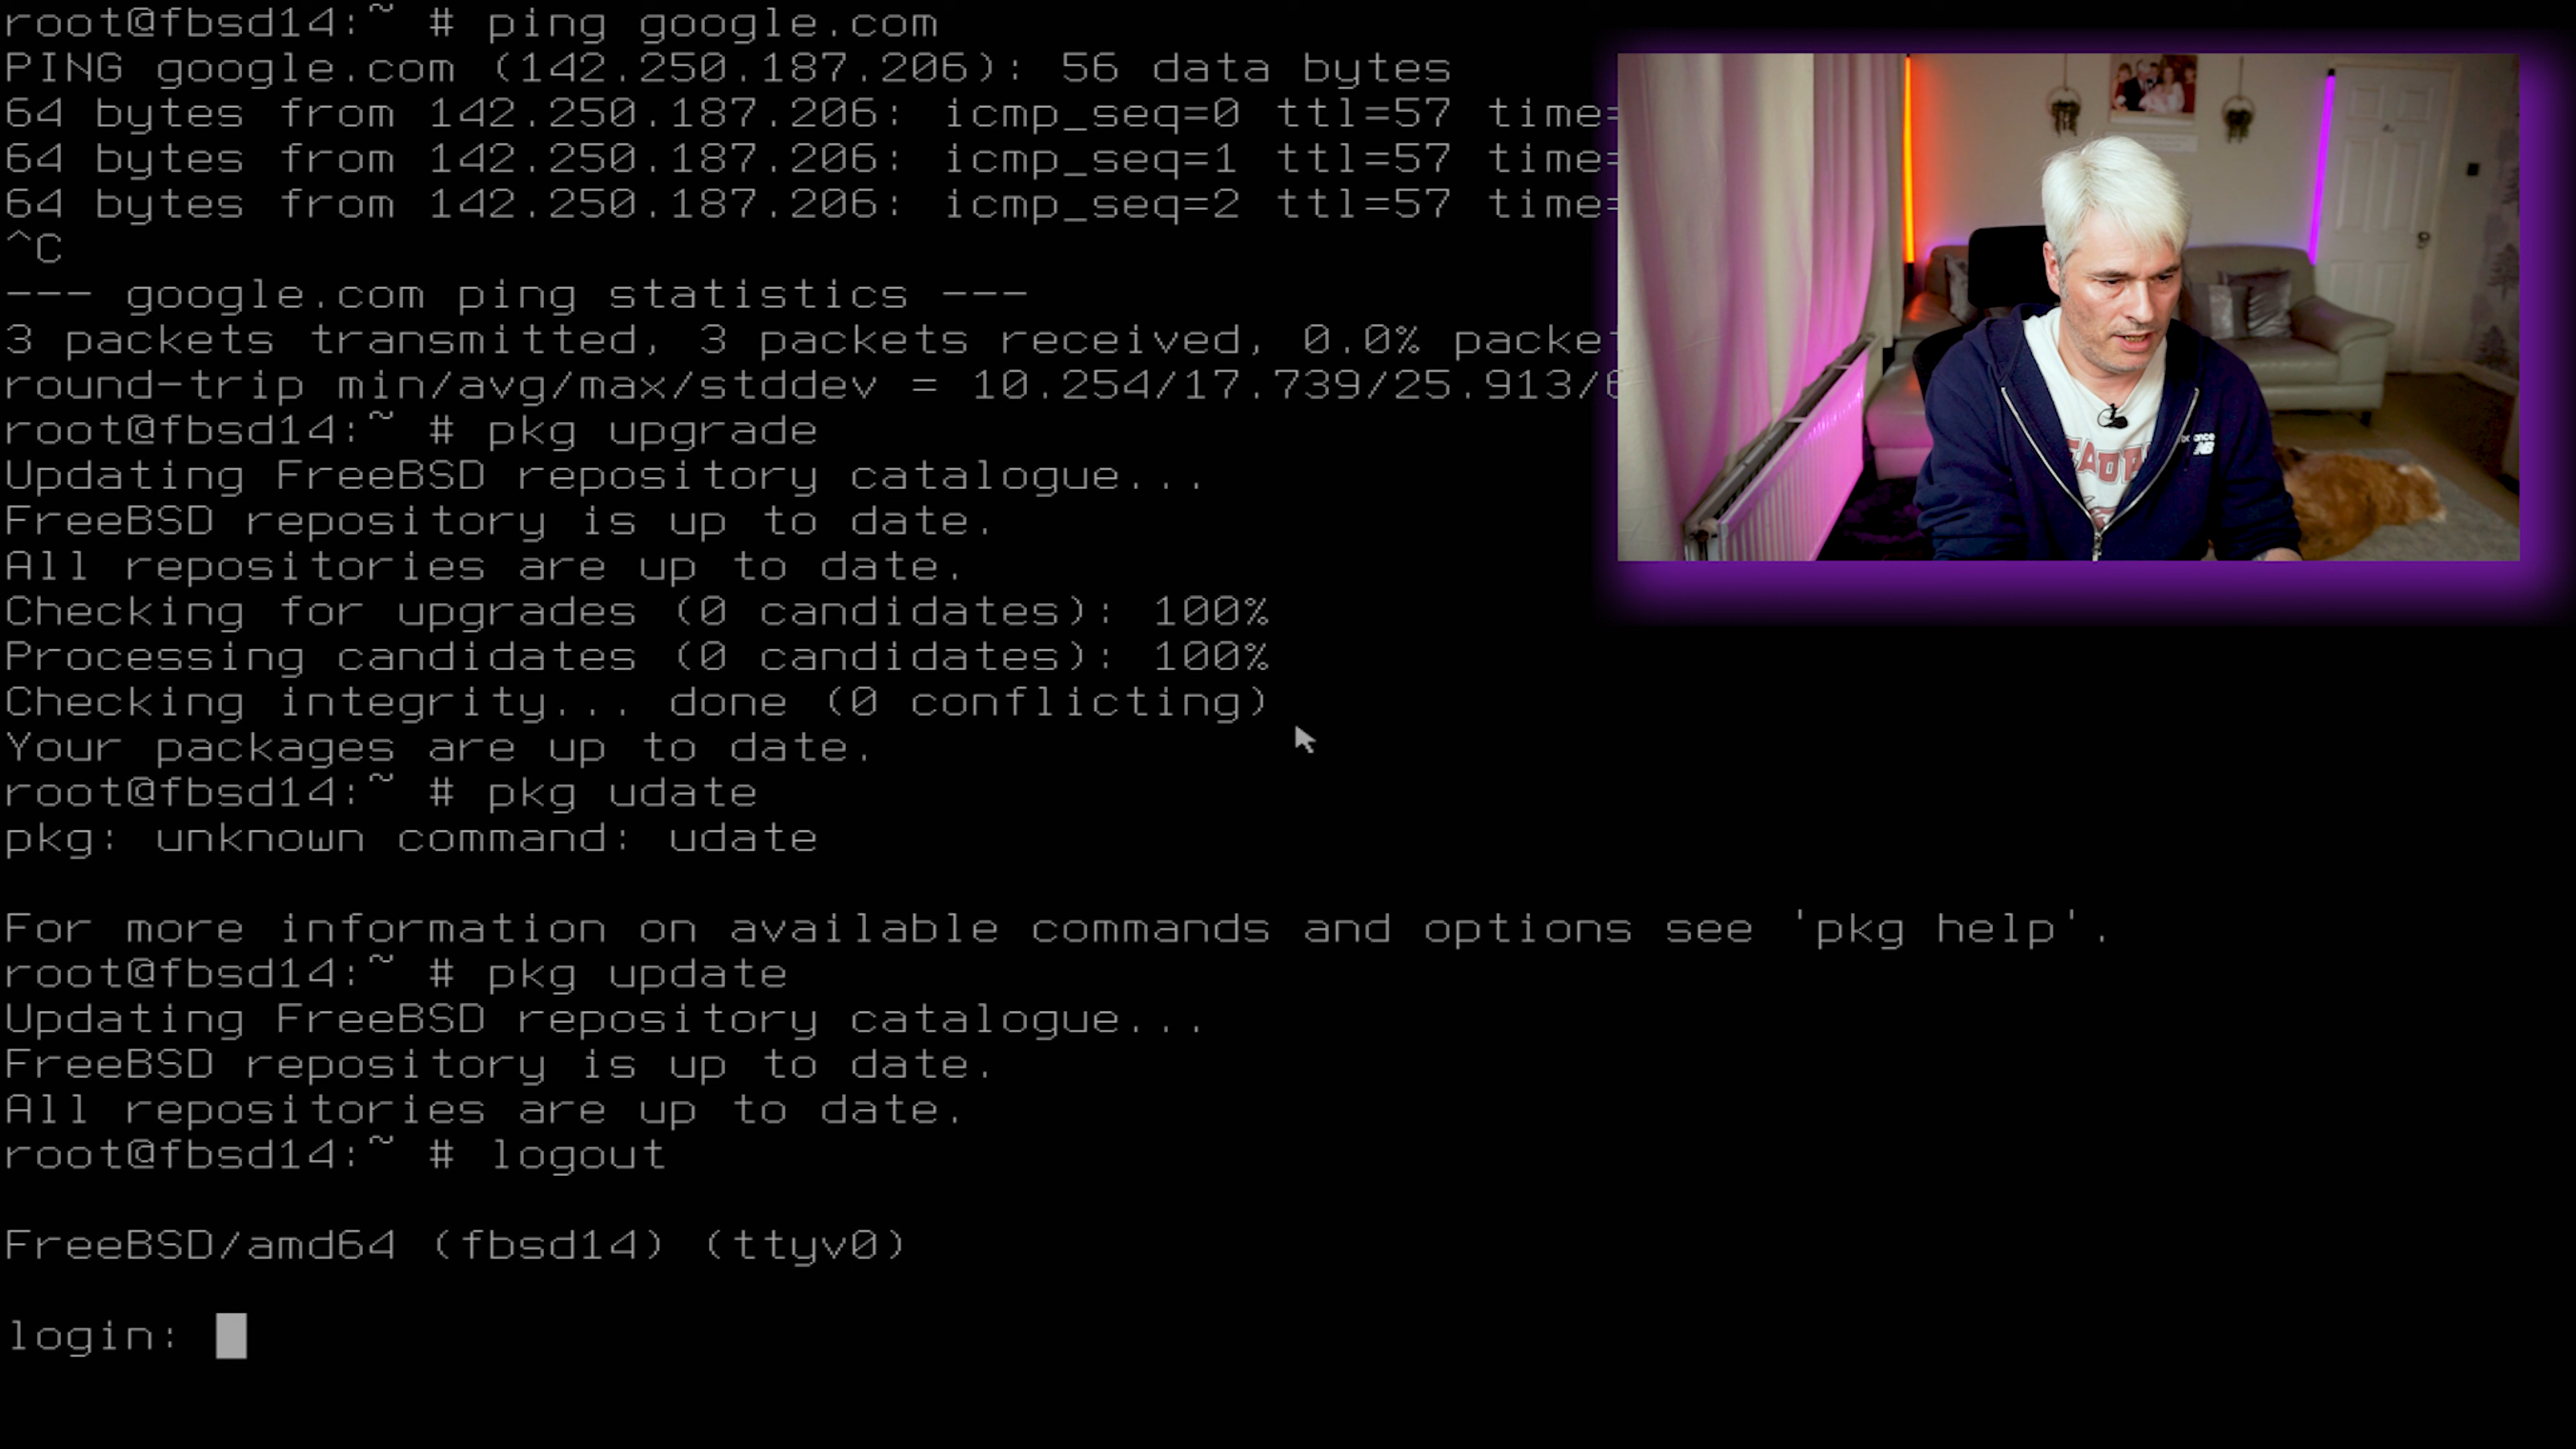 root@fbsd14:~ # ping google.com
PING google.com (142.250.187.206): 56 data bytes
64 bytes from 142.250.187.206: icmp_seq=0 ttl=57 time=
64 bytes from 142.250.187.206: icmp_seq=1 ttl=57 time=
64 bytes from 142.250.187.206: icmp_seq=2 ttl=57 time=
^C
--- google.com ping statistics ---
3 packets transmitted, 3 packets received, 0.0%
round-trip min/avg/max/stddev = 10.254/17.739/25.913/
root@fbsd14:~ # pkg upgrade
Updating FreeBSD repository catalogue...
FreeBSD repository is up to date.
All repositories are up to date.
Checking for upgrades (0 candidates): 100%
Processing candidates (0 candidates): 100%
Checking integrity... done (0 conflicting)
Your packages are up to date.
root@fbsd14:~ # pkg udate
pkg: unknown command: udate
For more information on available commands and options see 'pkg help'.
root@fbsd14:~ # pkg update
Updating FreeBSD repository catalogue...
FreeBSD repository is up to date.
All repositories are up to date.
root@fbsd14:~ # logout
FreeBSD/amd64 (fbsd14) (ttyv0)
login:
NB